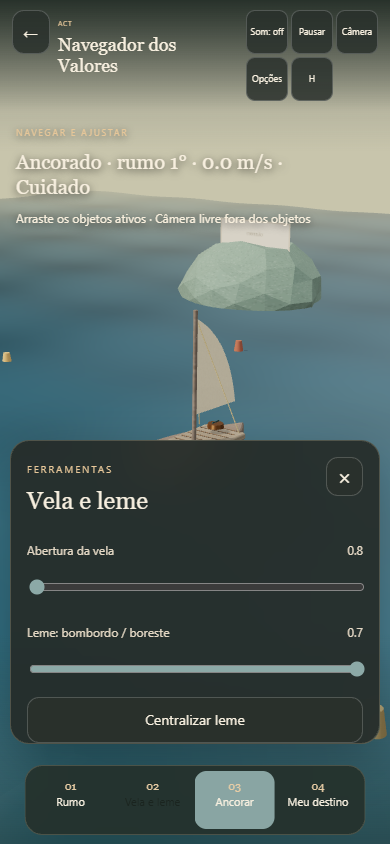 ←
ACT
Navegador dos
Valores
Som: off
Pausar
Câmera
Opções
H
NAVEGAR E AJUSTAR
Ancorado · rumo 1° · 0.0 m/s ·
Cuidado
Arraste os objetos ativos · Câmera livre fora dos objetos
FERRAMENTAS
×
Vela e leme
Abertura da vela 0.8
Leme: bombordo / boreste 0.7
Centralizar leme
01 02 03 04
Rumo Vela e leme Ancorar Meu destino